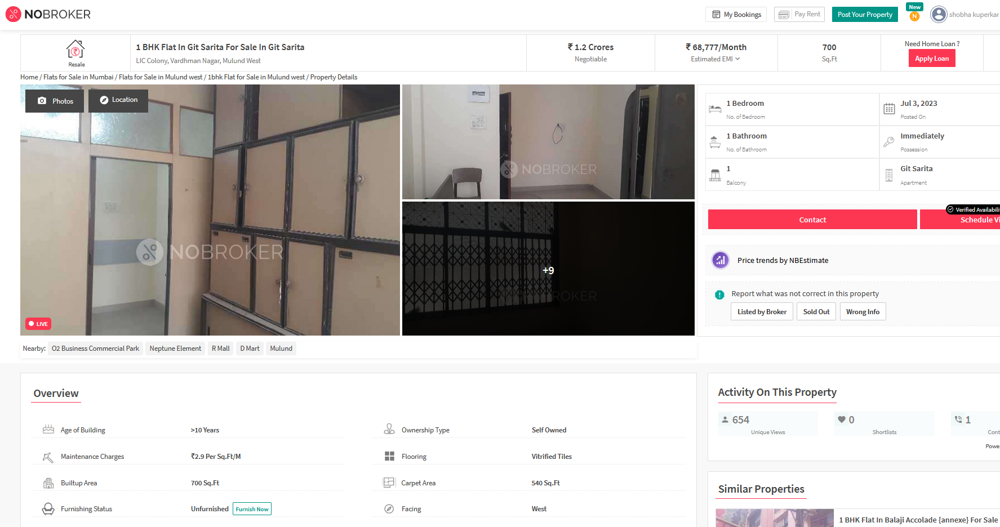 NOBROKER
My Bookings
Pay Rent
Post Your Property
New
N
shobha kuperkar
Resale
1 BHK Flat In Git Sarita For Sale In Git Sarita
LIC Colony, Vardhman Nagar, Mulund West
₹ 1.2 Crores
Negotiable
₹ 68,777/Month
Estimated EMI
700
Sq.Ft
Need Home Loan ?
Apply Loan
Home / Flats for Sale in Mumbai / Flats for Sale in Mulund west / 1bhk Flat for Sale in Mulund west / Property Details
Photos
Location
NOBROKER
LIVE
NOBROKER
+9
ROKER
1 Bedroom
No. of Bedroom
Jul 3, 2023
Posted On
1 Bathroom
No. of Bathroom
Immediately
Possession
1
Balcony
Git Sarita
Apartment
Verified Availabili
Contact
Schedule Vi
Price trends by NBEstimate
Report what was not correct in this property
Listed by Broker
Sold Out
Wrong Info
Nearby:
O2 Business Commercial Park
Neptune Element
R Mall
D Mart
Mulund
Overview
Age of Building
>10 Years
Ownership Type
Self Owned
Maintenance Charges
₹2.9 Per Sq.Ft/M
Flooring
Vitrified Tiles
Builtup Area
700 Sq.Ft
Carpet Area
540 Sq.Ft
Furnishing Status
Unfurnished
Furnish Now
Facing
West
Activity On This Property
654
Unique Views
0
Shortlists
1
Cont
Powe
Similar Properties
1 BHK Flat In Balaji Accolade {annexe} For Sale